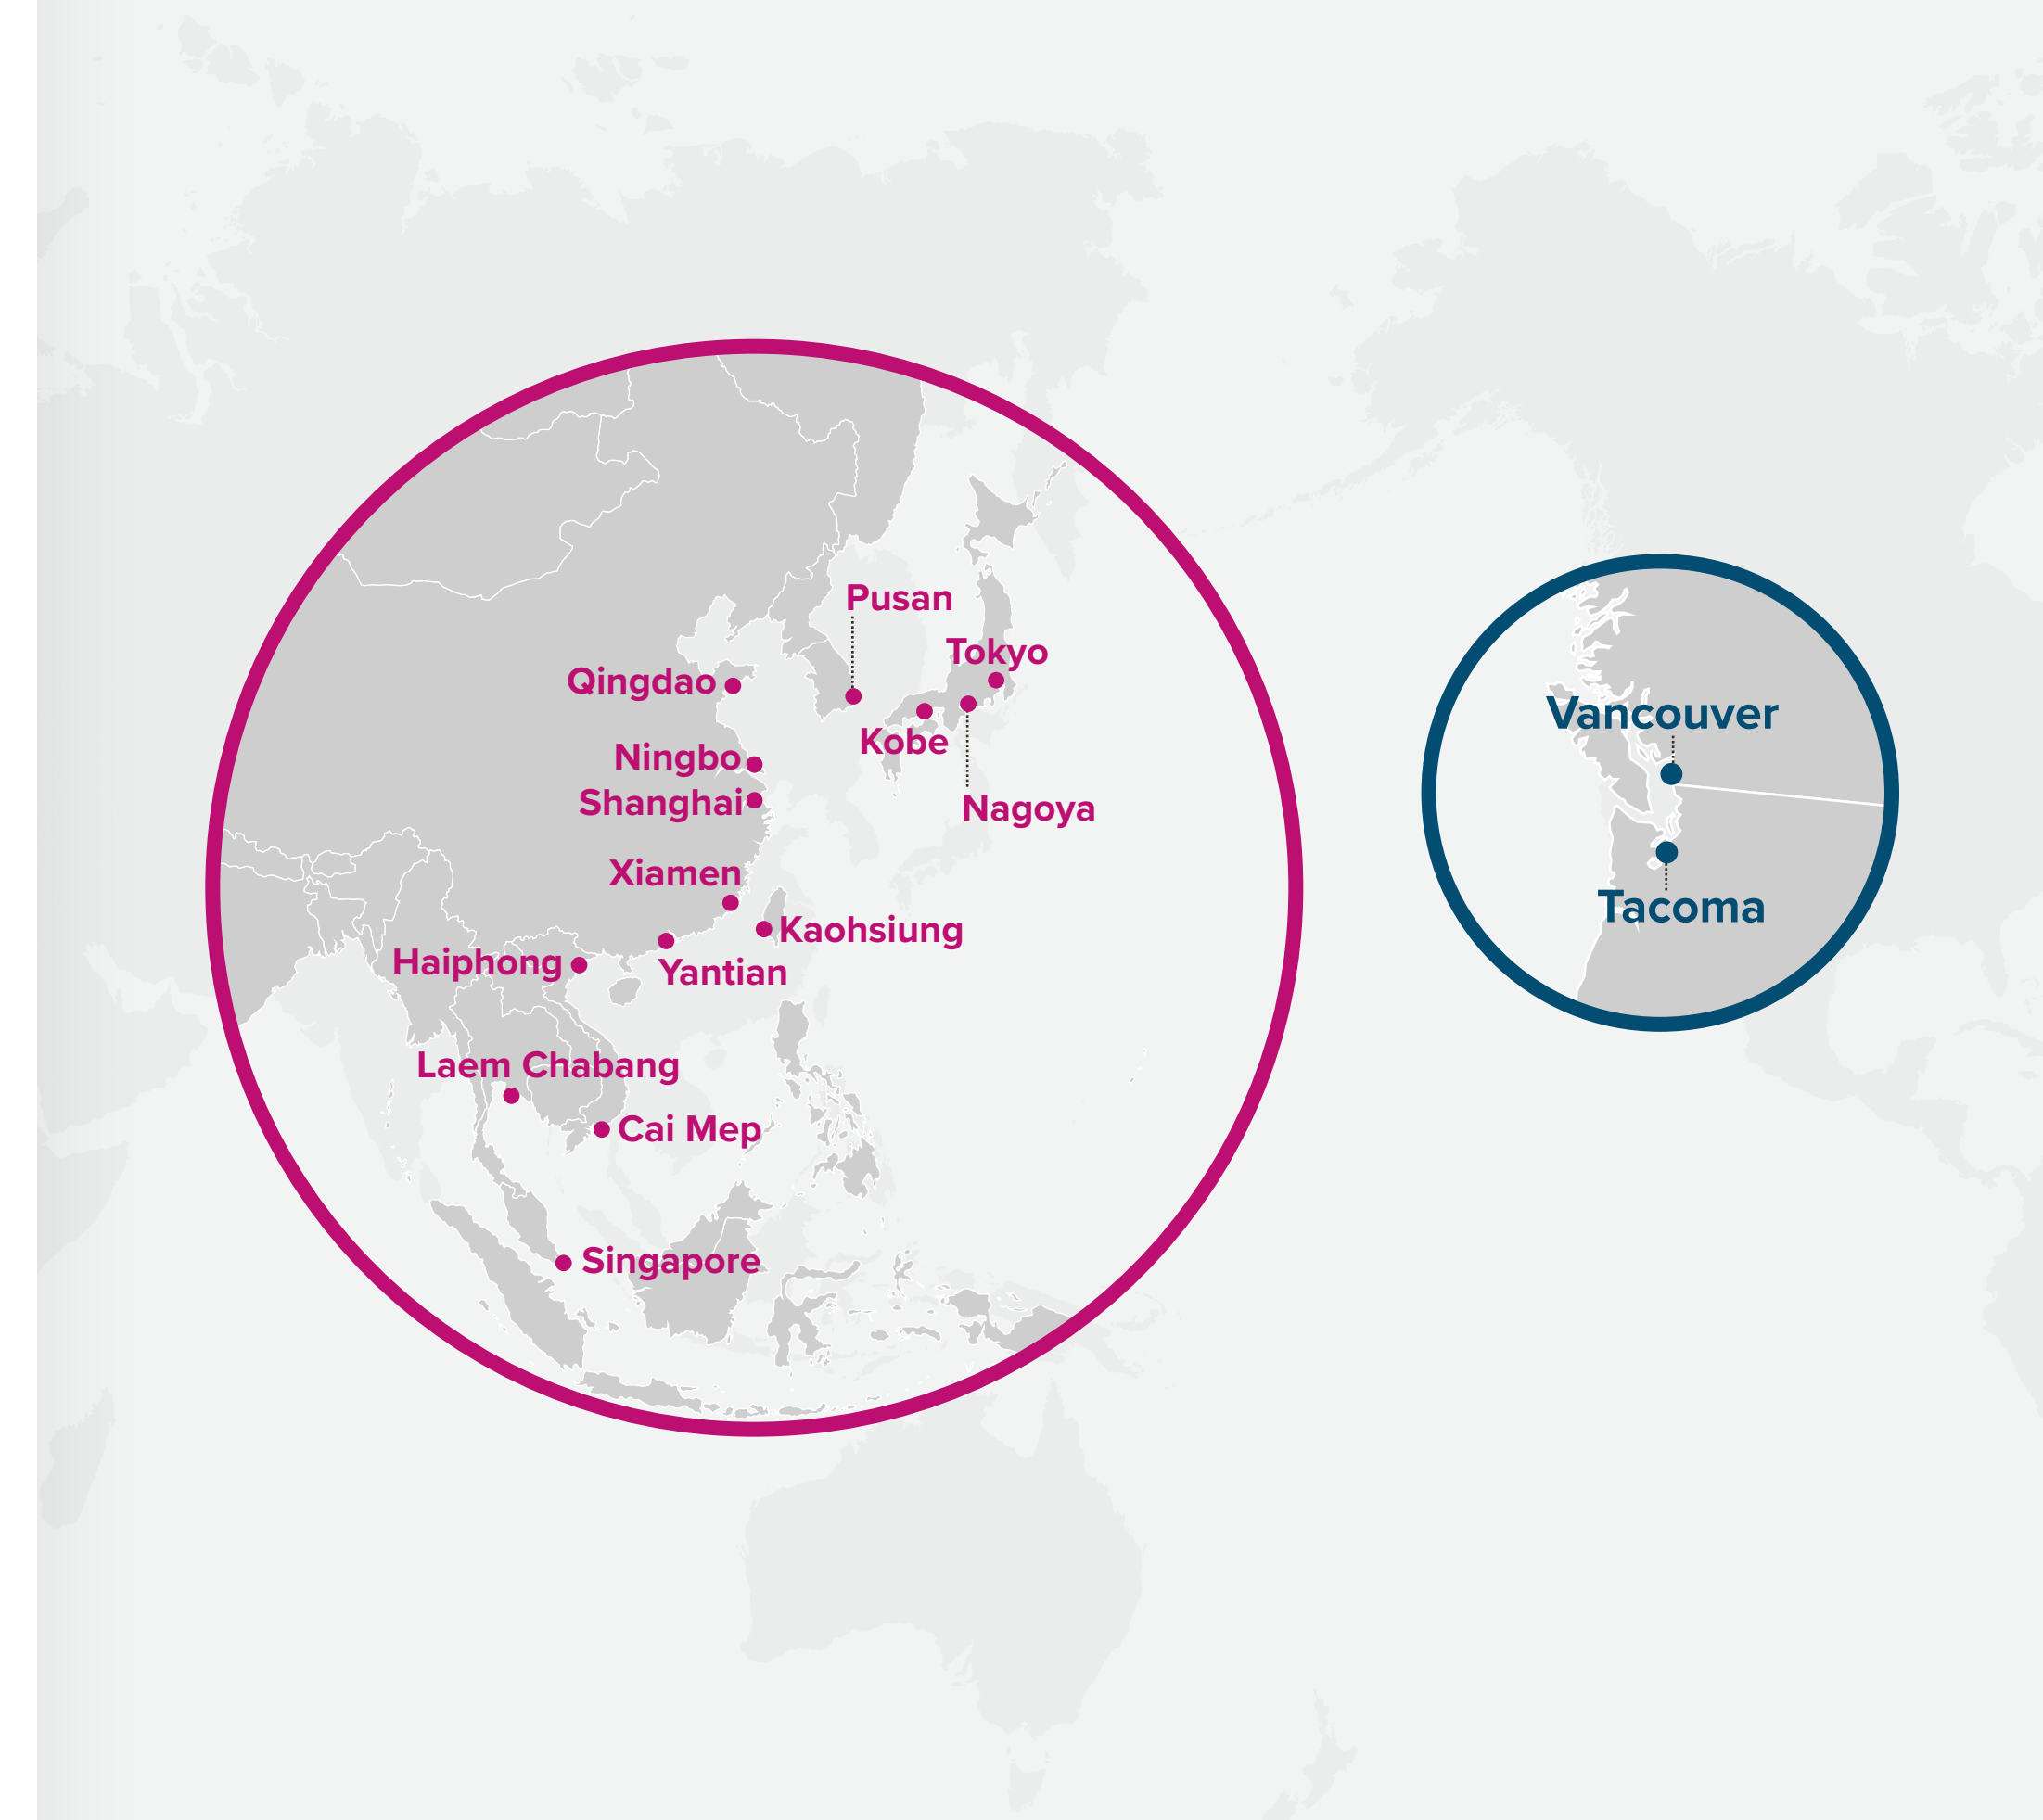 Pusan
Tokyo
Qingdao
Kobe
Ningbo
Shanghai
Nagoya
Xiamen
Kaohsiung
Haiphong
Yantian
Laem Chabang
Cai Mep
Singapore
Vancouver
Tacoma